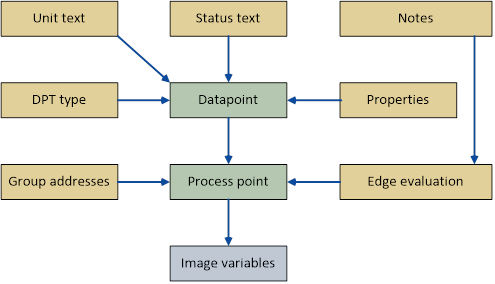 Unit text
Status text
Notes
DPT type
Datapoint
Properties
Group addresses
Process point
Edge evaluation
Image variables